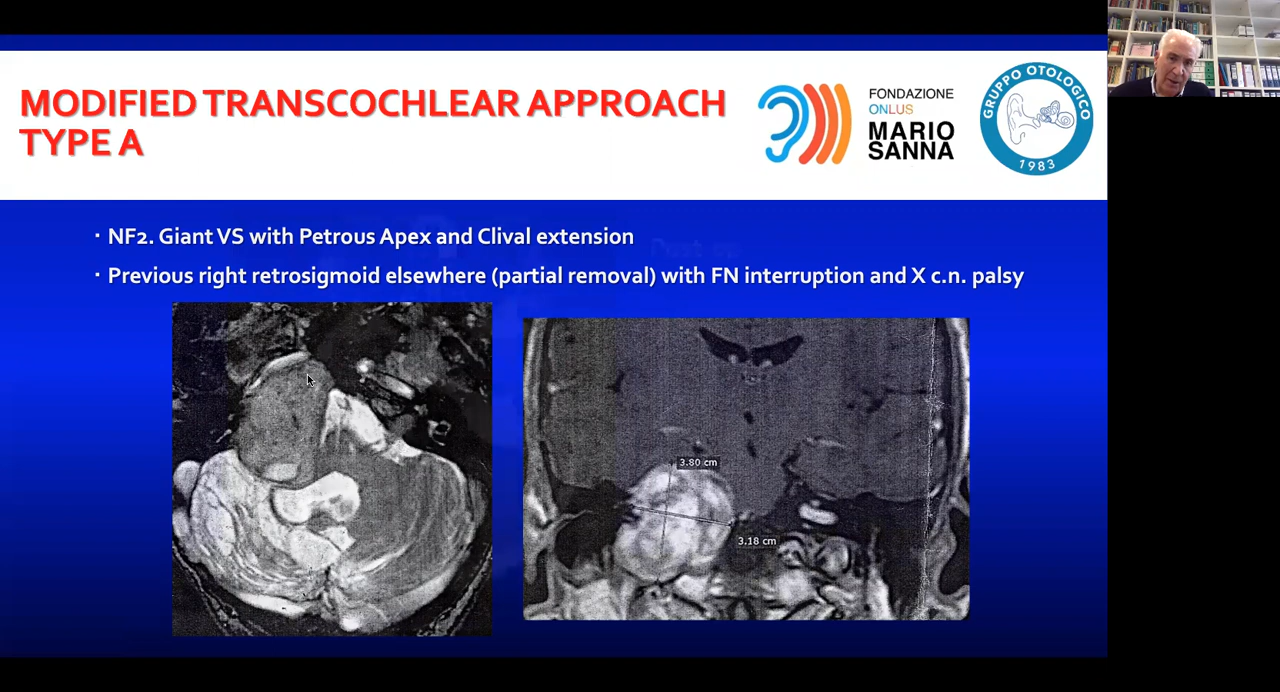 MODIFIED TRANSCOCHLEAR APPROACH
TYPE A
FONDAZIONE
ONLUS
MARIO
SANNA
GRUPPO OTOLOGICO
1983
· NF2. Giant VS with Petrous Apex and Clival extension
· Previous right retrosigmoid elsewhere (partial removal) with FN interruption and X c.n. palsy
3.80 cm
3.18 cm